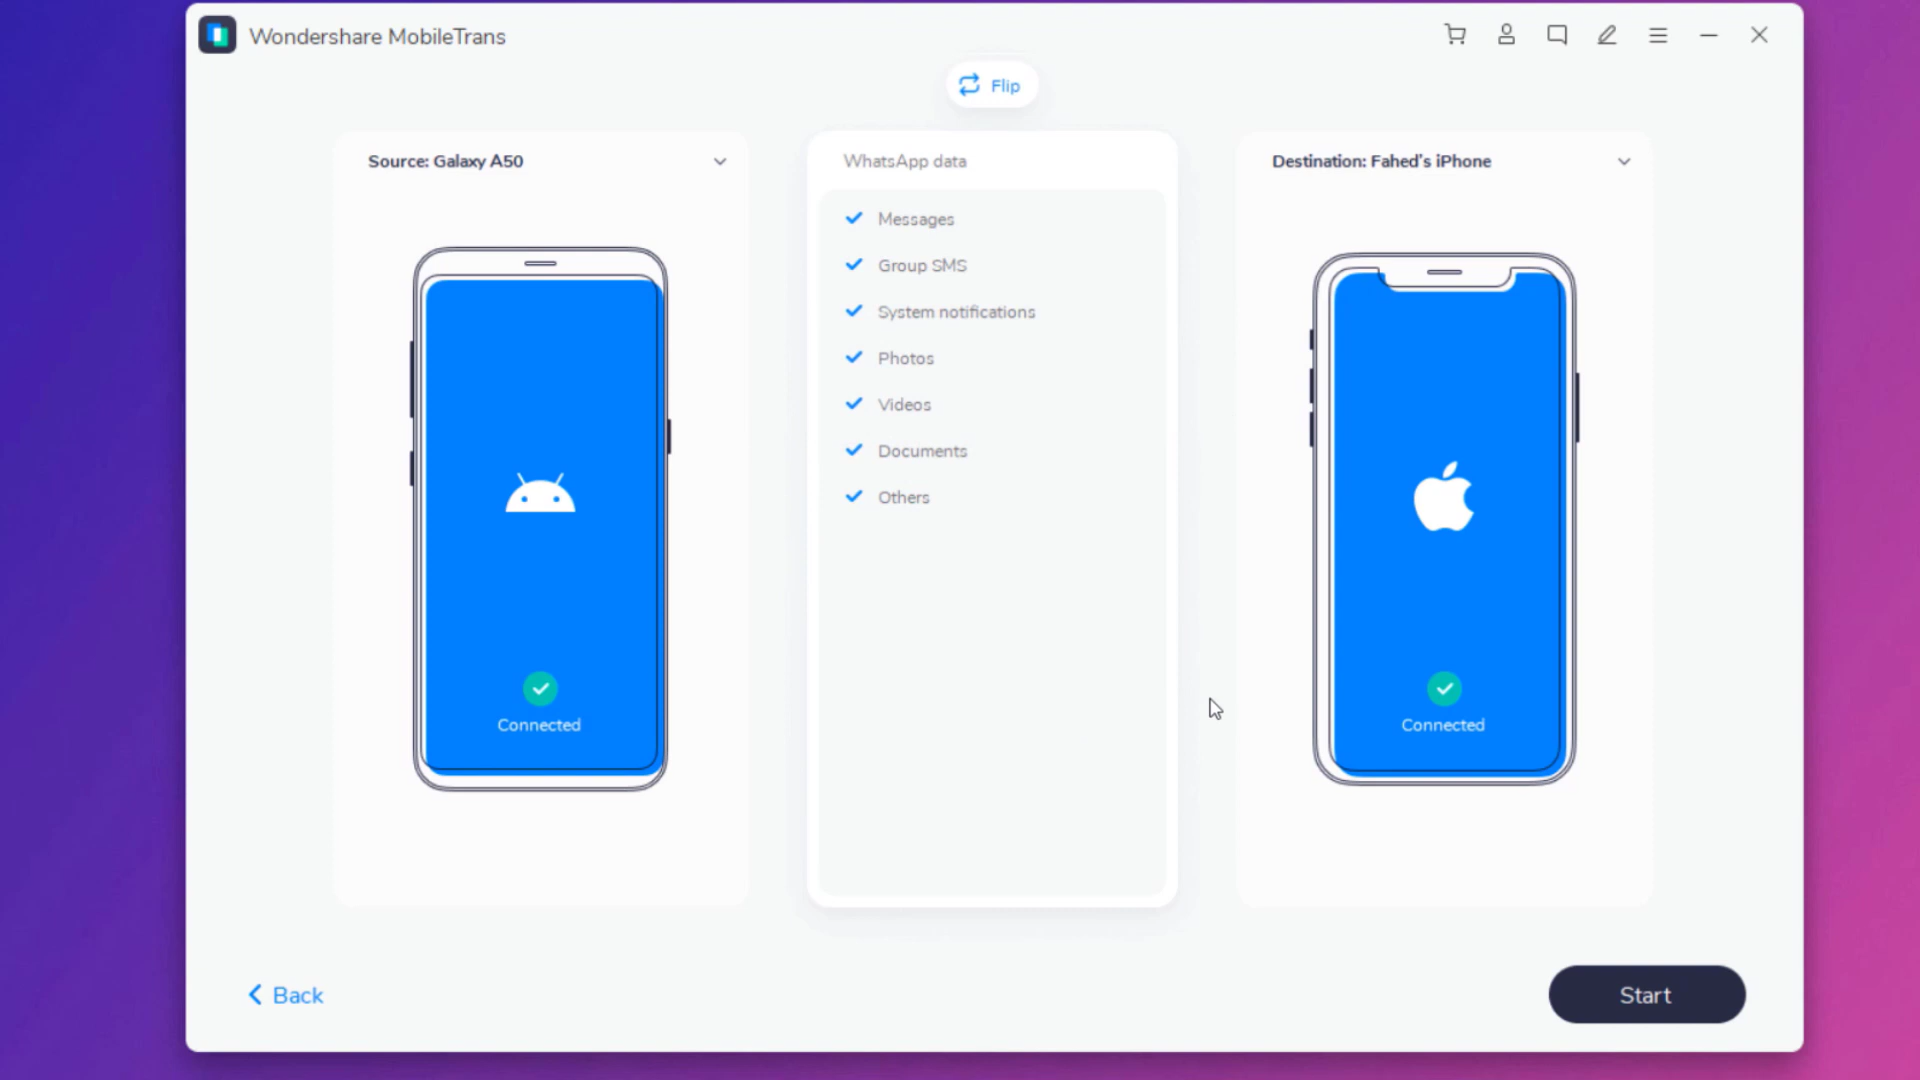 Wondershare MobileTrans
Flip
Source: Galaxy A50
WhatsApp data
Destination: Fahed's iPhone
Messages
Group SMS
System notifications
Photos
Videos
Documents
Others
Connected
Connected
Back
Start